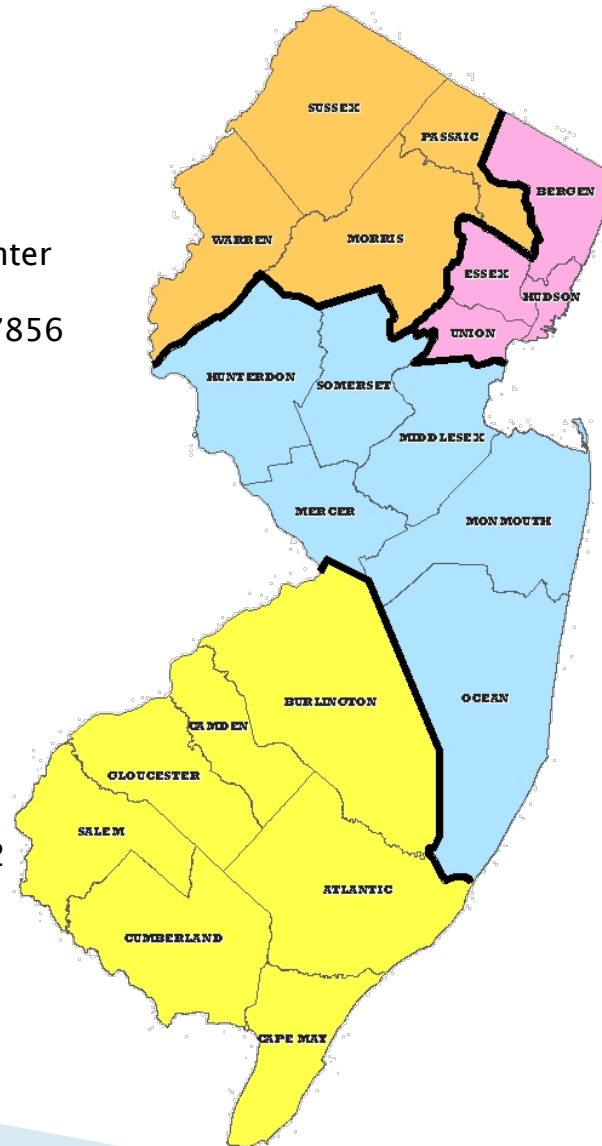 SUSSEX
PASSAIC
BERGEN
nter
WARREN
MORRIS
ESSEX
HUDSON
7856
UNION
HUNTERDON
SOMERSET
MIDDLESEX
MERCER
MONMOUTH
OCEAN
BURLINGTON
CAMDEN
GLOUCESTER
SALEM
2
ATLANTIC
CUMBERLAND
CAPE MAY